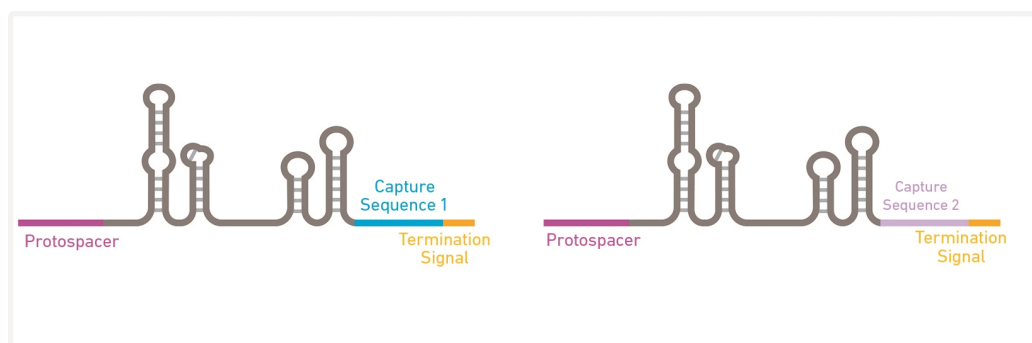 Capture
Sequence 1
Protospacer
Termination
Signal
Capture
Sequence 2
Protospacer
Termination
Signal